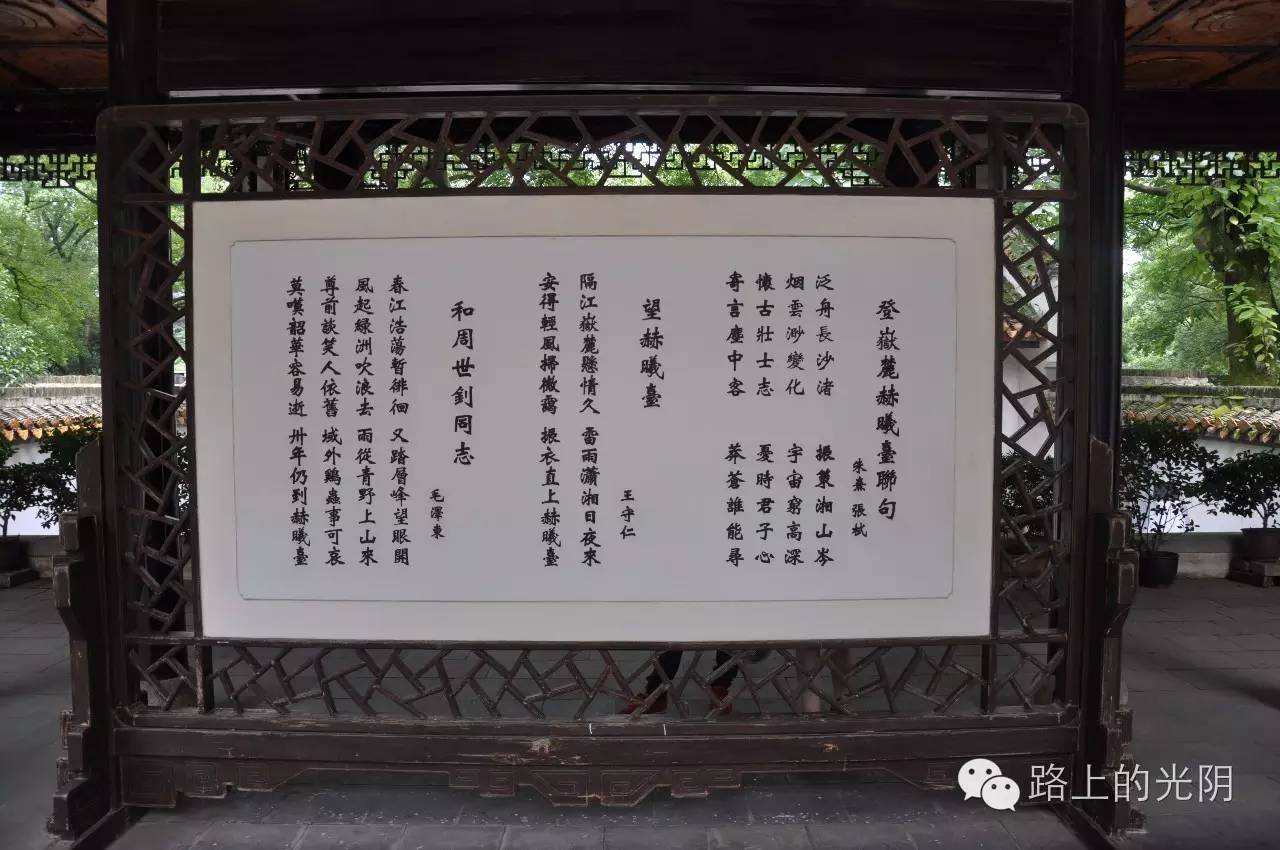 登嶽麓赫曦臺聯句
朱熹 張栻
泛舟長沙渚 振策湘山岑
烟雲渺變化 宇宙窮高深
懷古壯士志 憂時君子心
寄言塵中客 莽蒼誰能尋
望赫曦臺
王守仁
隔江嶽麓懸情久 雷雨瀟湘日夜來
安得輕風掃微靄 振衣直上赫曦臺
和周世釗同志
毛澤東
春江浩蕩暫徘徊 又踏層峰望眼開
風起綠洲吹浪去 雨從青野上山來
尊前談笑人依舊 域外鷄蟲事可哀
莫嘆韶華容易逝 卅年仍到赫曦臺
路上的光阴